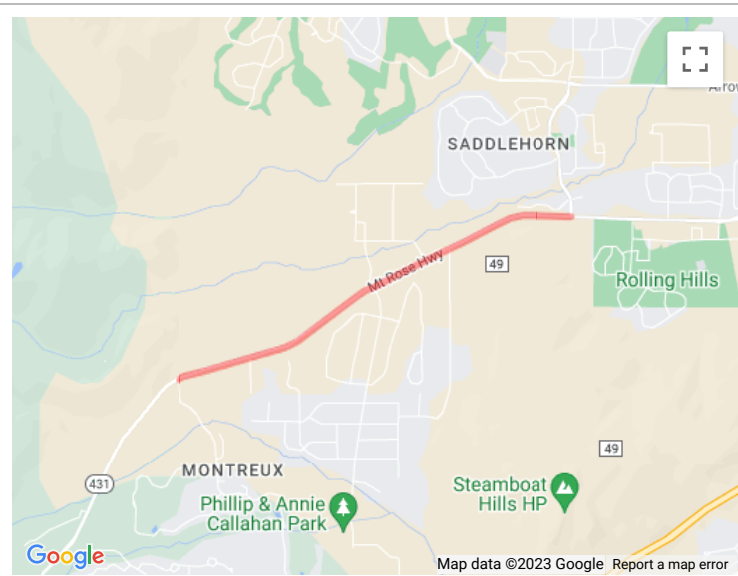 Arrow
SADDLEHORN
Mt Rose Hwy
49
Rolling Hills
49
MONTREUX
431
Steamboat
Hills HP
Phillip & Annie
Callahan Park
Google
Map data ©2023 Google Report a map error